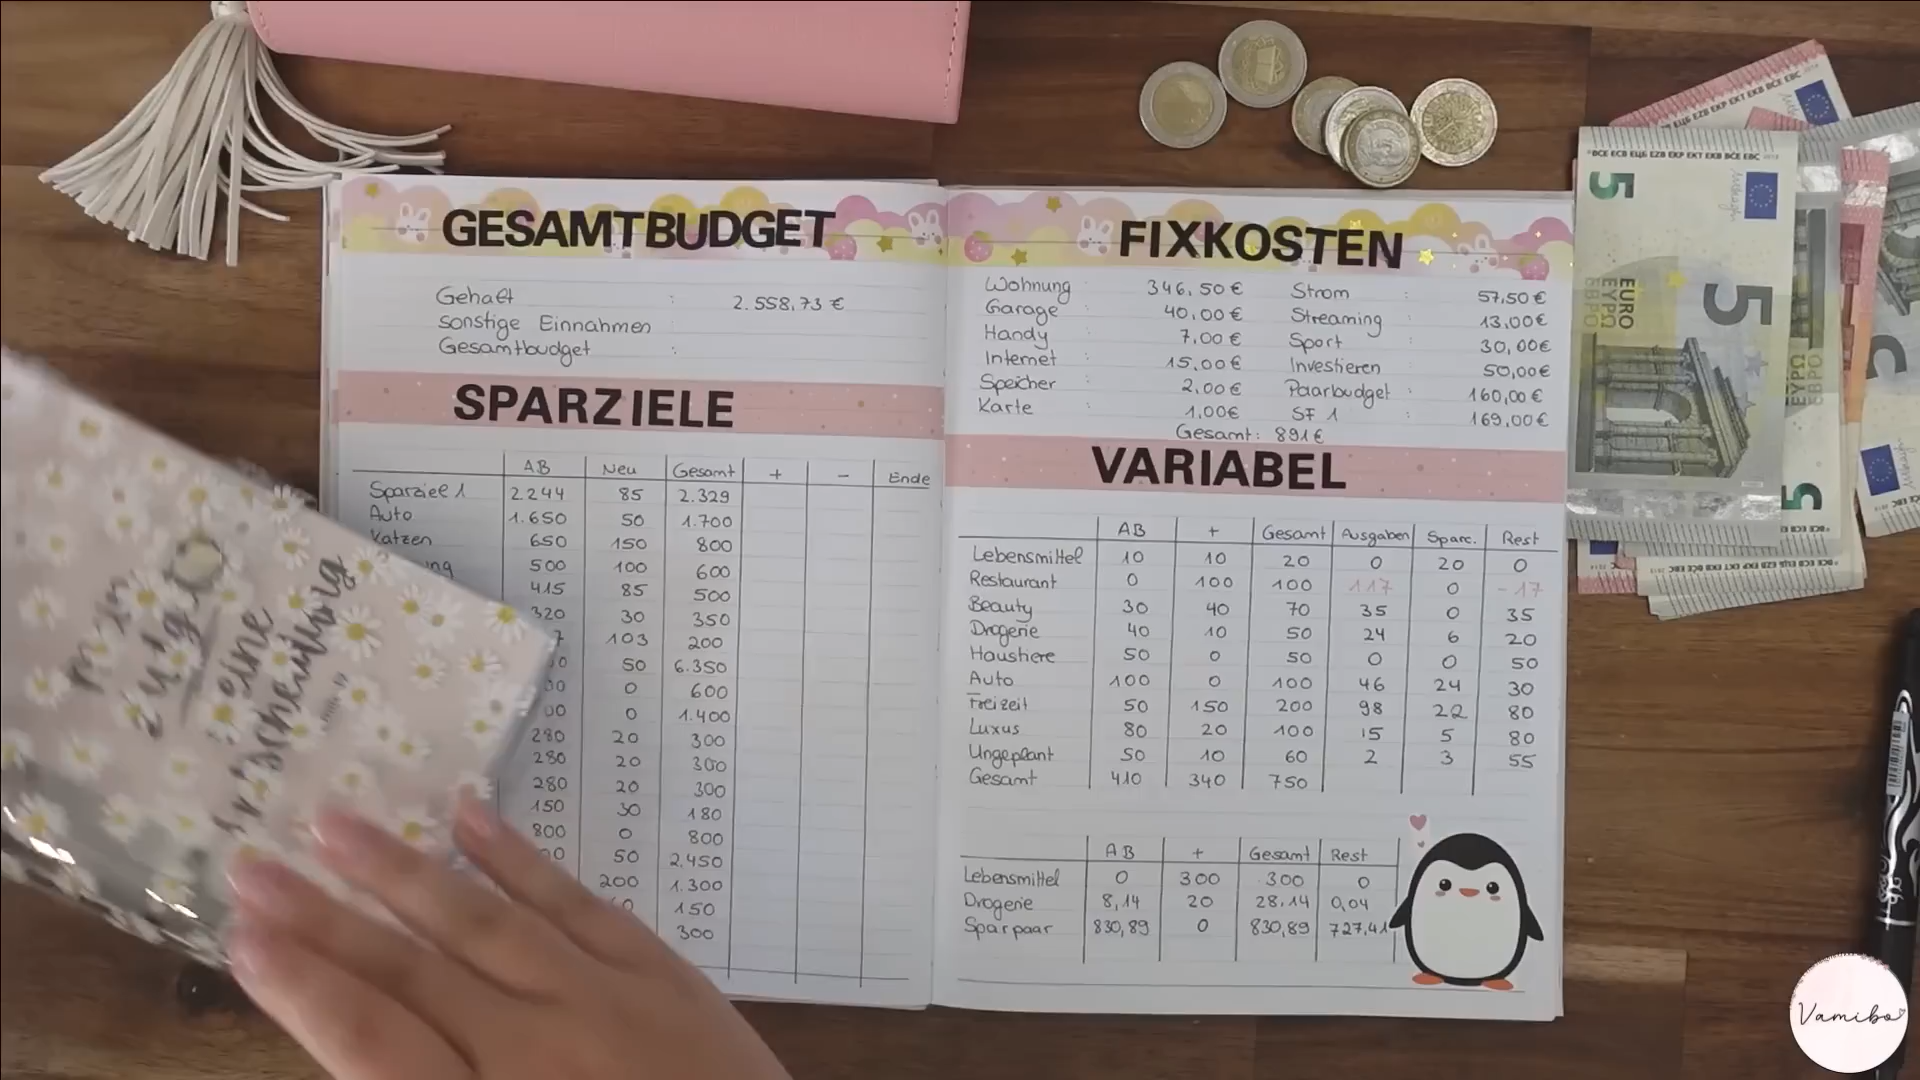 GESAMTBUDGET
Gehalt : 2.558,73 €
sonstige Einnahmen :
Gesamtbudget :
SPARZIELE
AB Neu Gesamt + - Ende
Sparziel 1 2244 85 2.329
Auto 1.650 50 1.700
Katzen 650 150 800
500 100 600
415 85 500
320 30 350
103 200
50 6.350
0 600
0 1.400
280 20 300
280 20 300
280 20 300
150 30 180
800 0 800
50 2.450
200 1.300
150
300
FIXKOSTEN
Wohnung : 346,50 € Strom : 57,50 €
Garage : 40,00 € Streaming : 13,00 €
Handy : 7,00 € Sport : 30,00 €
Internet : 15,00 € Investieren : 50,00 €
Speicher : 2,00 € Paarbudget : 160,00 €
Karte : 1,00 € SF 1 : 169,00 €
Gesamt: 891 €
VARIABEL
AB + Gesamt Ausgaben Sparc. Rest
Lebensmittel 10 10 20 0 20 0
Restaurant 0 100 100 117 0 -17
Beauty 30 40 70 35 0 35
Drogerie 40 10 50 24 6 20
Haustiere 50 0 50 0 0 50
Auto 100 0 100 46 24 30
Freizeit 50 150 200 98 22 80
Luxus 80 20 100 15 5 80
Ungeplant 50 10 60 2 3 55
Gesamt 410 340 750
AB + Gesamt Rest
Lebensmittel 0 300 300 0
Drogerie 8,14 20 28,14 0,04
Sparpaar 830,89 0 830,89 727,41
eine
5
EURO
ΕΥΡΩ
ЕВРО
5
5
Vamibo